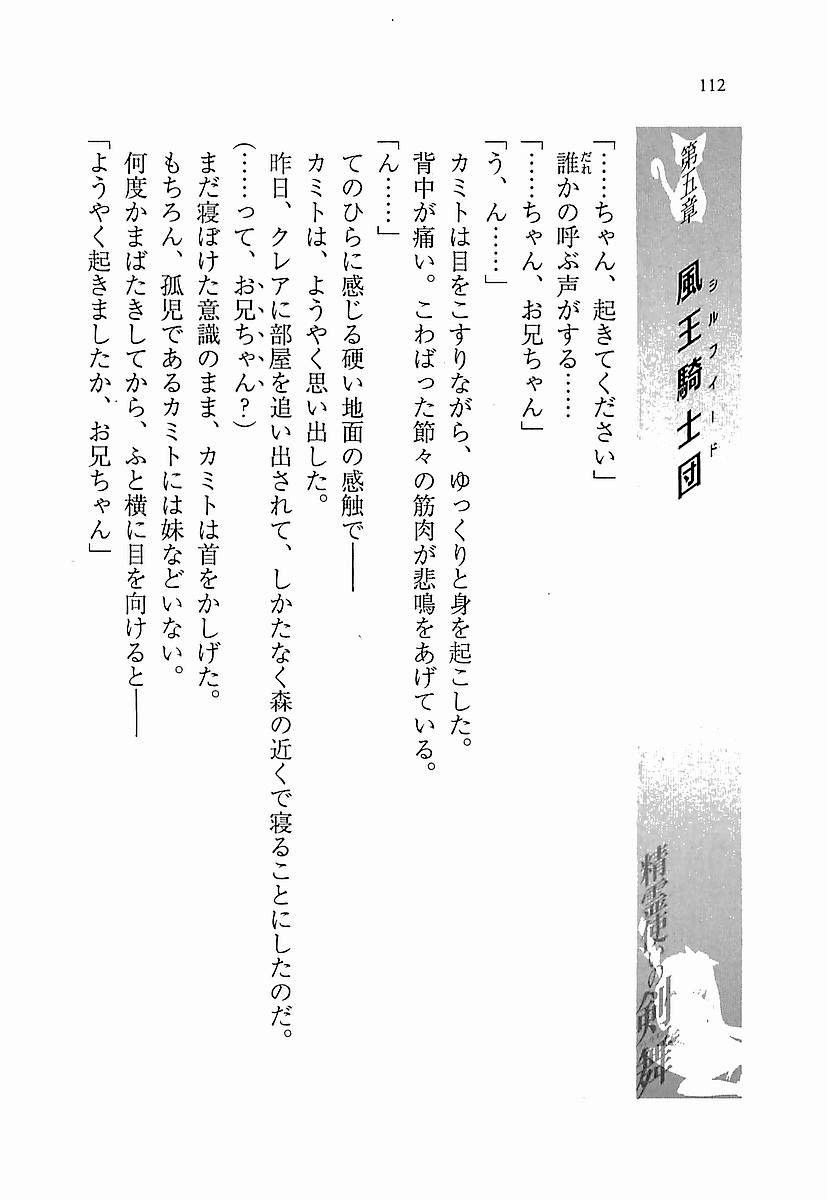 112
第五章 風王騎士団
シルフィード
精霊使いの剣舞
「……ちゃん、起きてください」
誰かの呼ぶ声がする……
だれ
「……ちゃん、お兄ちゃん」
「う、ん……」
カミトは目をこすりながら、ゆっくりと身を起こした。
背中が痛い。こわばった節々の筋肉が悲鳴をあげている。
「ん……」
てのひらに感じる硬い地面の感触で――
カミトは、ようやく思い出した。
昨日、クレアに部屋を追い出されて、しかたなく森の近くで寝ることにしたのだ。
(……って、お兄ちゃん?)
まだ寝ぼけた意識のまま、カミトは首をかしげた。
もちろん、孤児であるカミトには妹などいない。
何度かまばたきしてから、ふと横に目を向けると――
「ようやく起きましたか、お兄ちゃん」